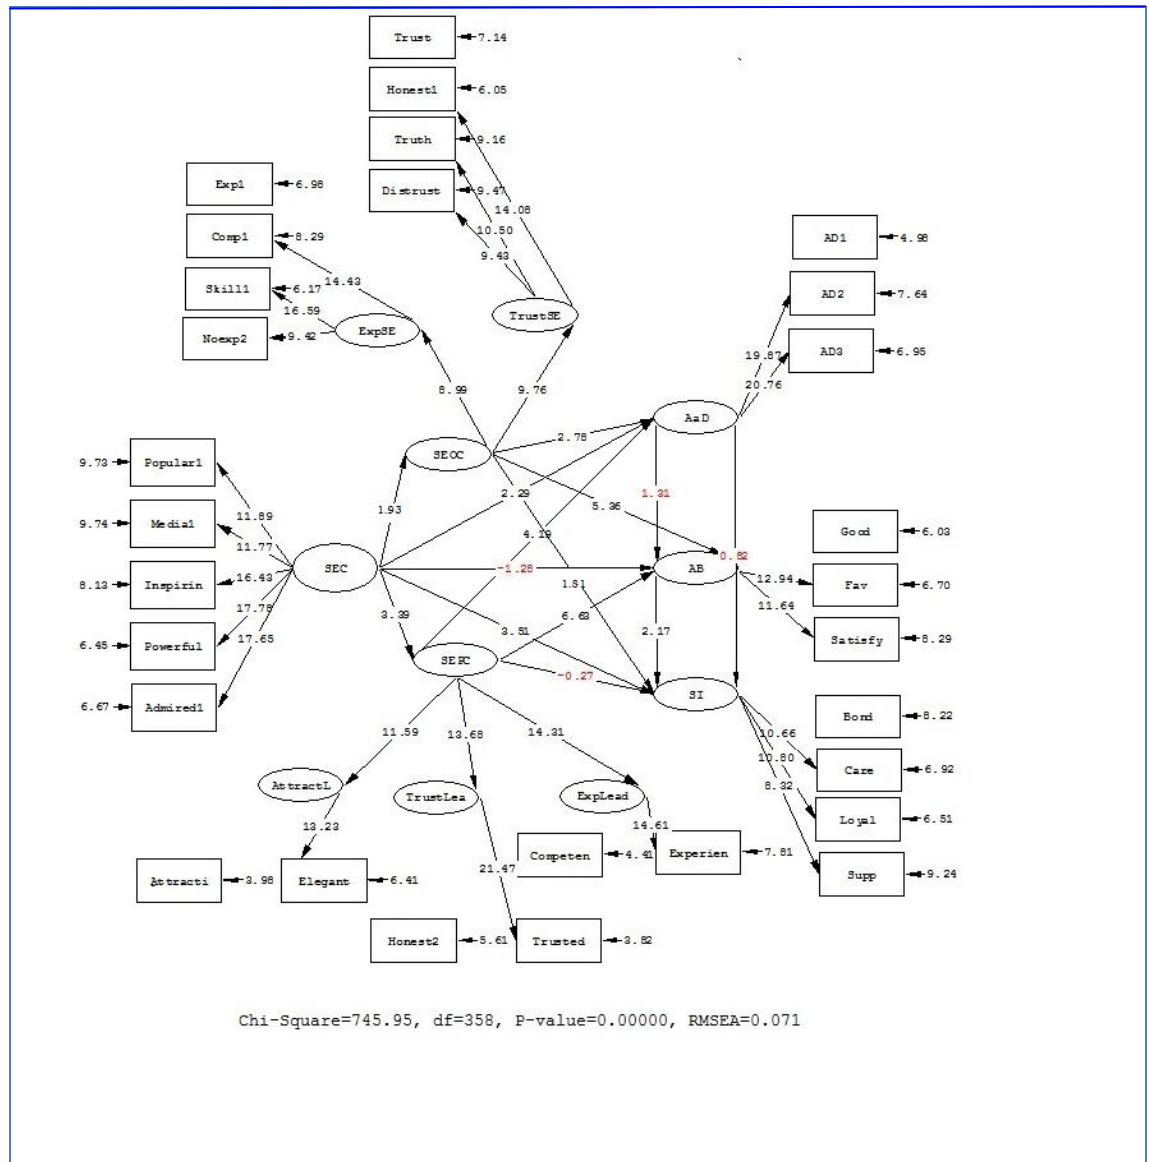 Trust 7.14
Honest1 6.05
Truth 9.16
Distrust 9.47
14.08
10.50
9.43
Exp1 6.98
Comp1 8.29
Skill1 6.17
14.43
16.59
Noexp2 9.42
ExpSE
TrustSE
AD1 4.98
AD2 7.64
AD3 6.95
19.87
20.76
8.99
9.76
AaD
2.78
SEOC
9.73 Popular1
9.74 Media1
8.13 Inspirin
6.45 Powerful
6.67 Admired1
11.89
11.77
16.43
17.78
17.65
1.93
2.29
5.36
1.31
4.19
SEC
-1.28
AB
0.82
Good 6.03
Fav 6.70
Satisfy 8.29
12.94
11.64
3.39
3.51
6.63
2.17
-0.27
SI
Bond 8.22
Care 6.92
Loyal 6.51
Supp 9.24
10.66
10.80
8.32
11.59
13.68
14.31
AttractL
TrustLea
ExpLead
13.23
14.61
21.47
Competen 4.41
Experien 7.81
Attracti 3.98
Elegant 6.41
Honest2 5.61
Trusted 3.82
Chi-Square=745.95, df=358, P-value=0.00000, RMSEA=0.071